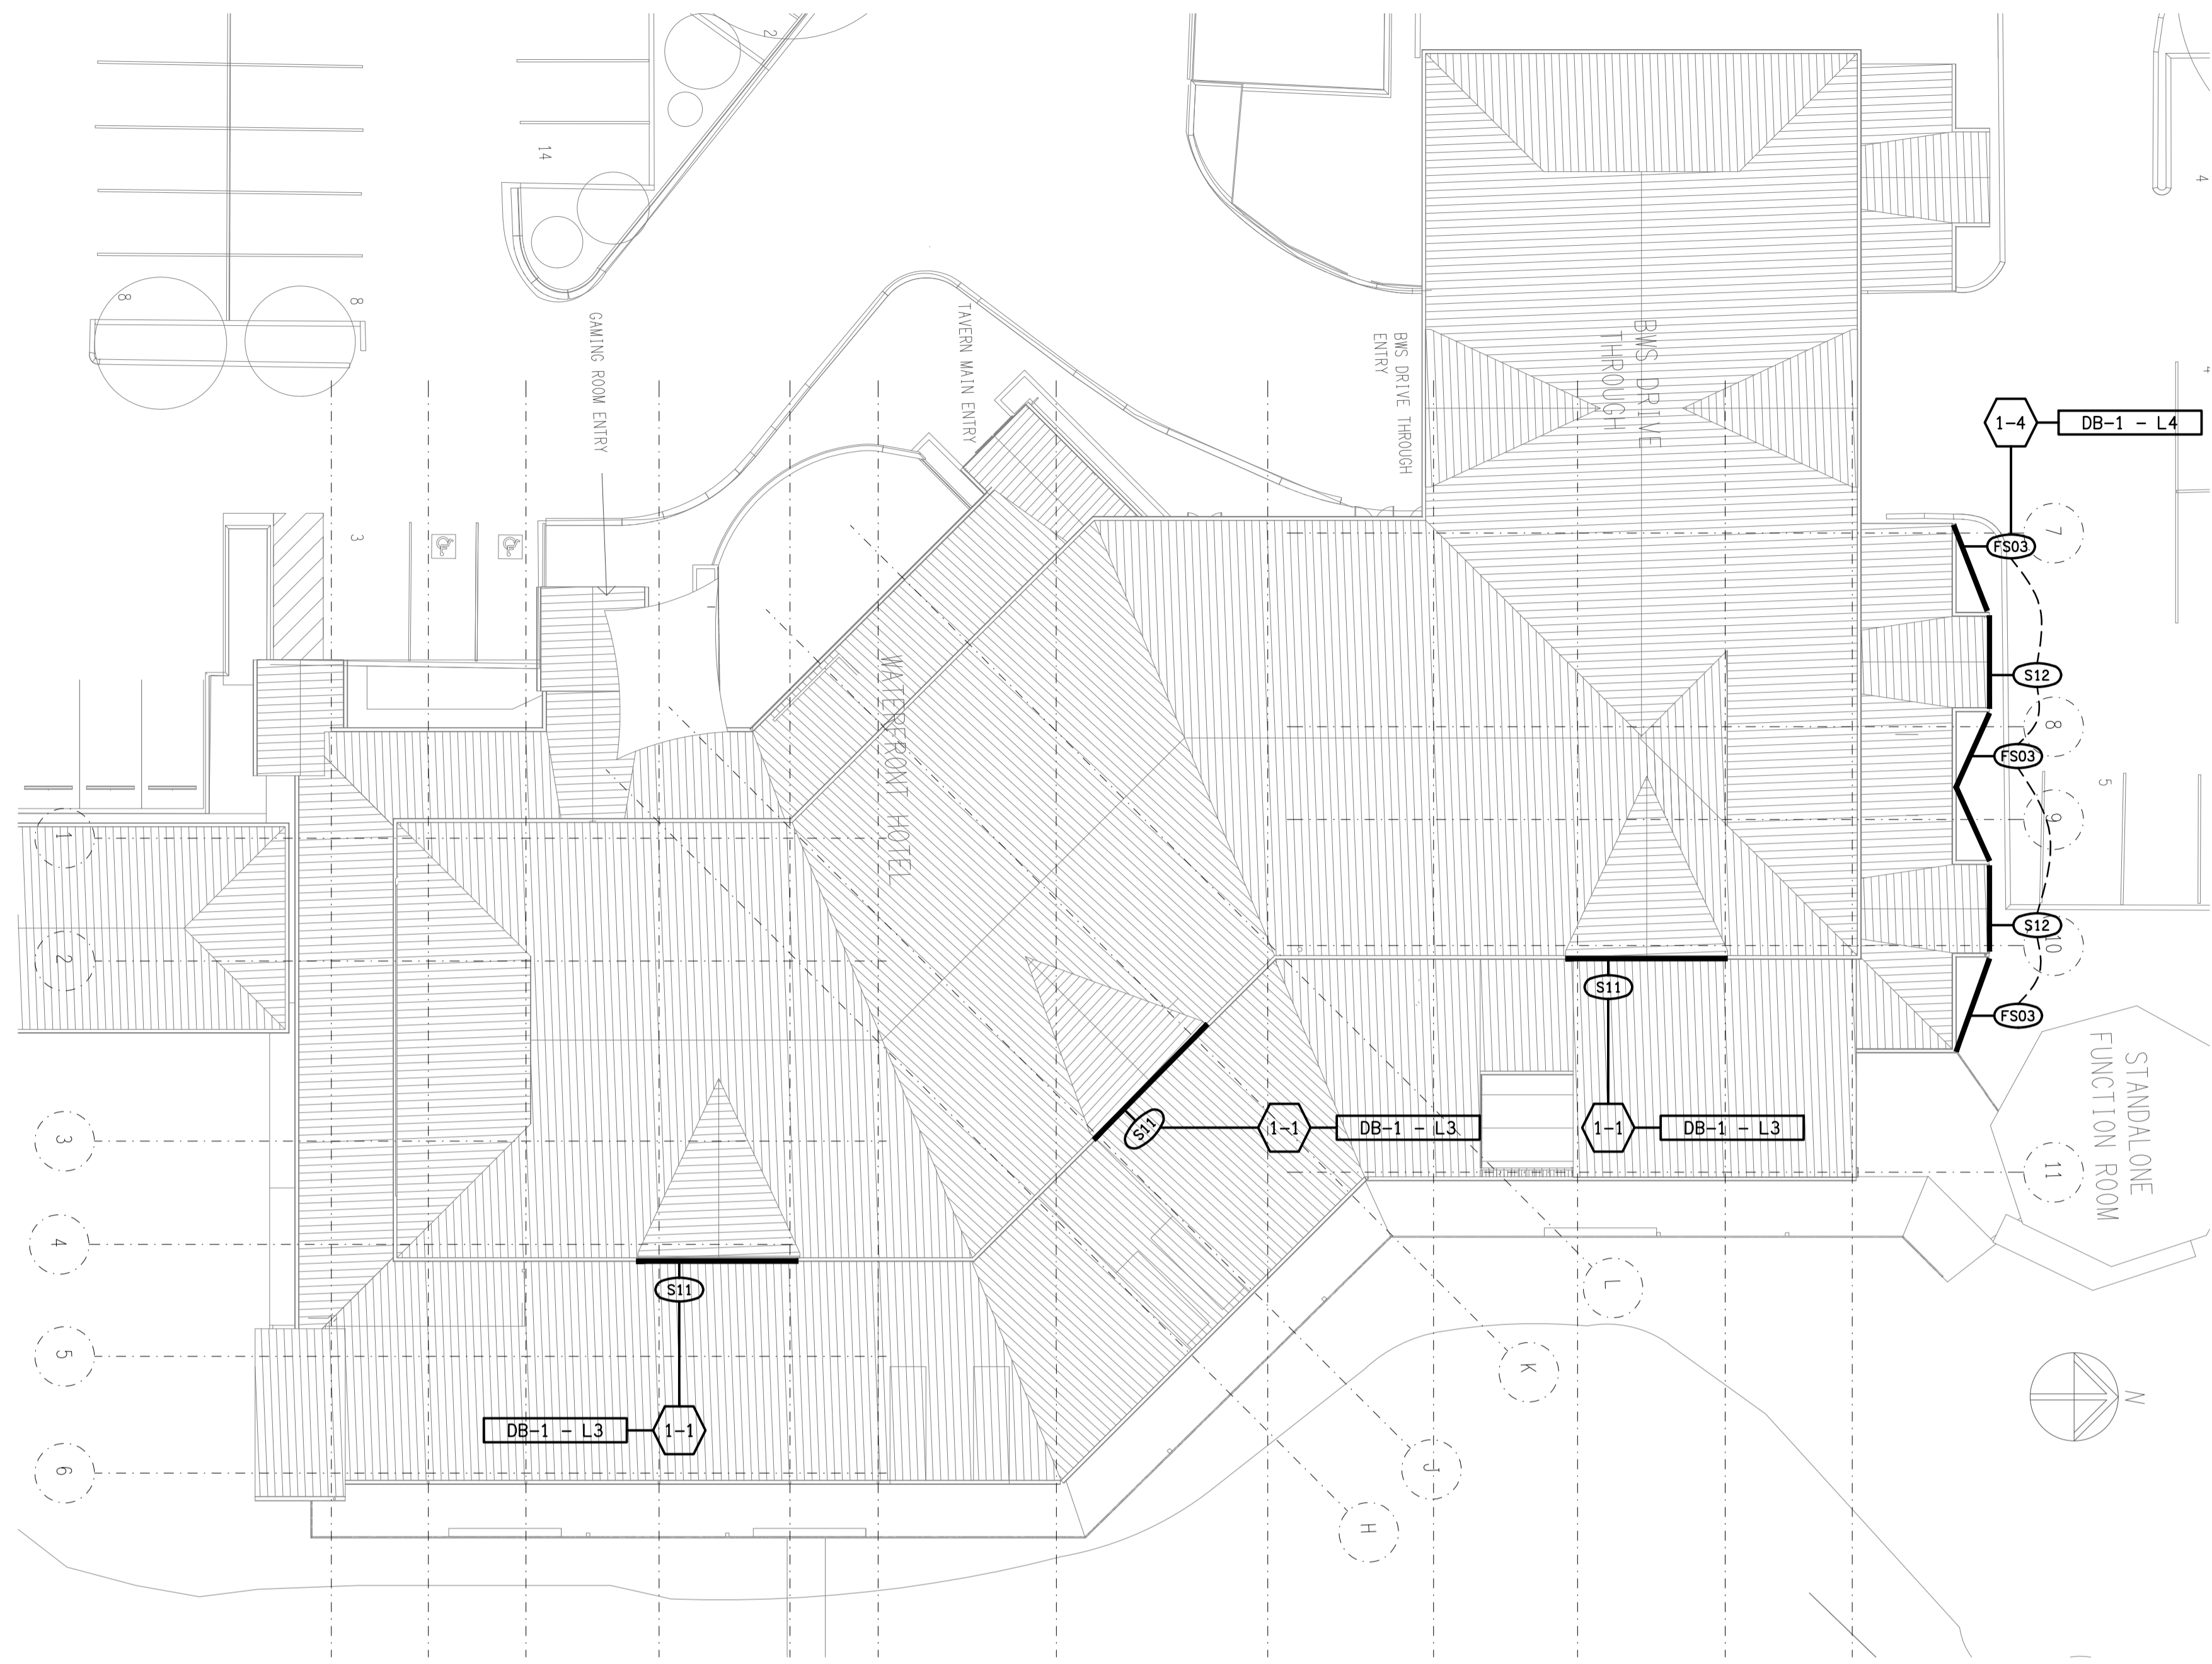 2
14
4
8
8
4
GAMING ROOM ENTRY
TAVERN MAIN ENTRY
BWS DRIVE THROUGH
ENTRY
BWS DRIVE
THROUGH
1-4
DB-1 - L4
7
FS03
3
S12
8
FS03
WATERFRONT HOTEL
5
1
9
S12
10
2
S11
FS03
STANDALONE
FUNCTION ROOM
S11
1-1
DB-1 - L3
1-1
DB-1 - L3
3
11
4
S11
L
5
K
N
DB-1 - L3
1-1
6
J
H